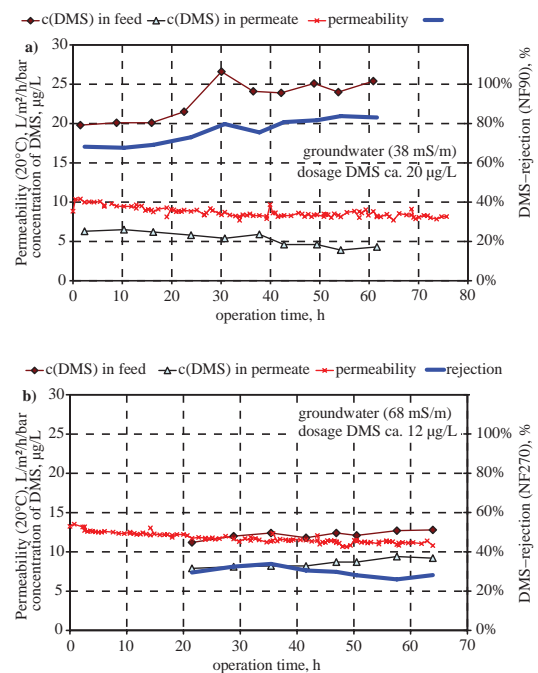 c(DMS) in feed c(DMS) in permeate permeability
a)
30
25
20
15
10
5
0
Permeability (20°C), L/m²/h/bar
concentration of DMS, µg/L
100%
80%
60%
40%
20%
0%
DMS–rejection (NF90), %
groundwater (38 mS/m)
dosage DMS ca. 20 µg/L
0 10 20 30 40 50 60 70 80
operation time, h
c(DMS) in feed c(DMS) in permeate permeability rejection
b)
30
25
20
15
10
5
0
Permeability (20°C), L/m²/h/bar
concentration of DMS, µg/L
100%
80%
60%
40%
20%
0%
DMS–rejection (NF270), %
groundwater (68 mS/m)
dosage DMS ca. 12 µg/L
0 10 20 30 40 50 60 70
operation time, h